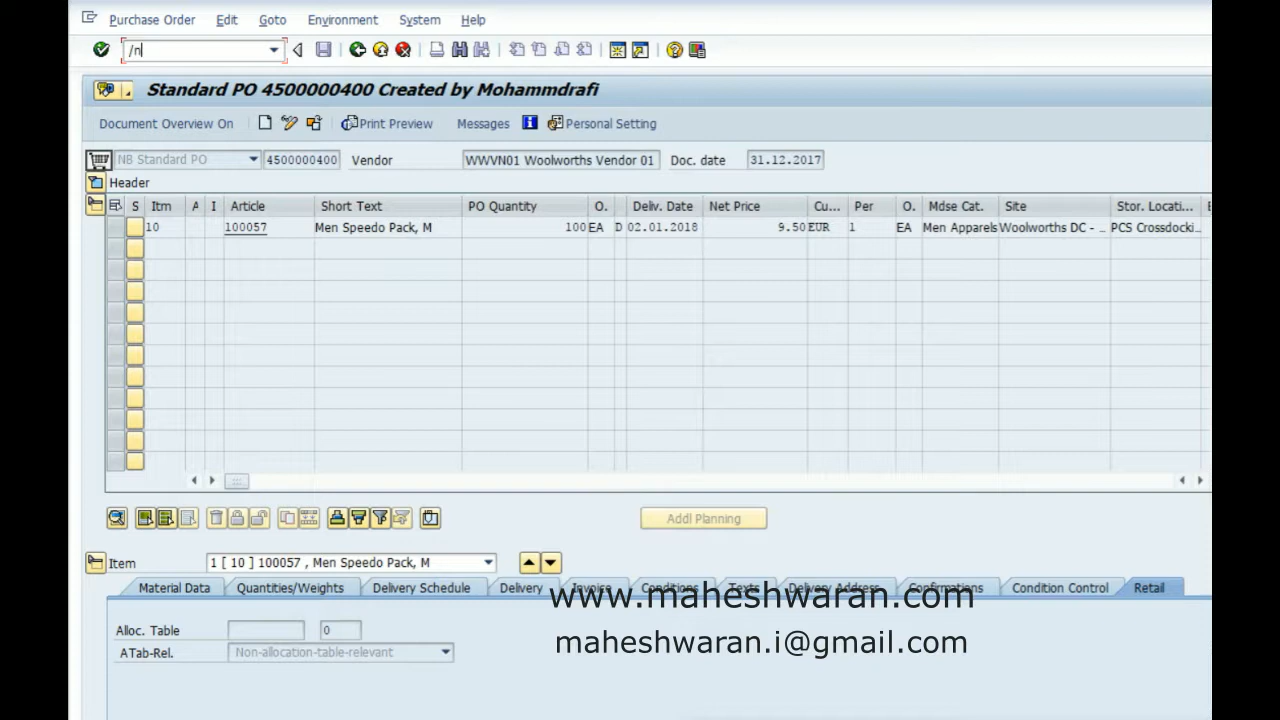 Purchase Order Edit Goto Environment System Help
/n
Standard PO 4500000400 Created by Mohammdrafi
Document Overview On Print Preview Messages Personal Setting
NB Standard PO 4500000400 Vendor WWVN01 Woolworths Vendor 01 Doc. date 31.12.2017
Header
S Itm A I Article Short Text PO Quantity O. Deliv. Date Net Price Cu... Per O. Mdse Cat. Site Stor. Locati...
10 100057 Men Speedo Pack, M 100 EA D 02.01.2018 9.50 EUR 1 EA Men Apparels Woolworths DC - ... PCS Crossdocki...
Addl Planning
Item 1 [ 10 ] 100057 , Men Speedo Pack, M
Material Data Quantities/Weights Delivery Schedule Delivery Invoice Conditions Texts Delivery Address Confirmations Condition Control Retail
www.maheshwaran.com
Alloc. Table 0
maheshwaran.i@gmail.com
ATab-Rel. Non-allocation-table-relevant